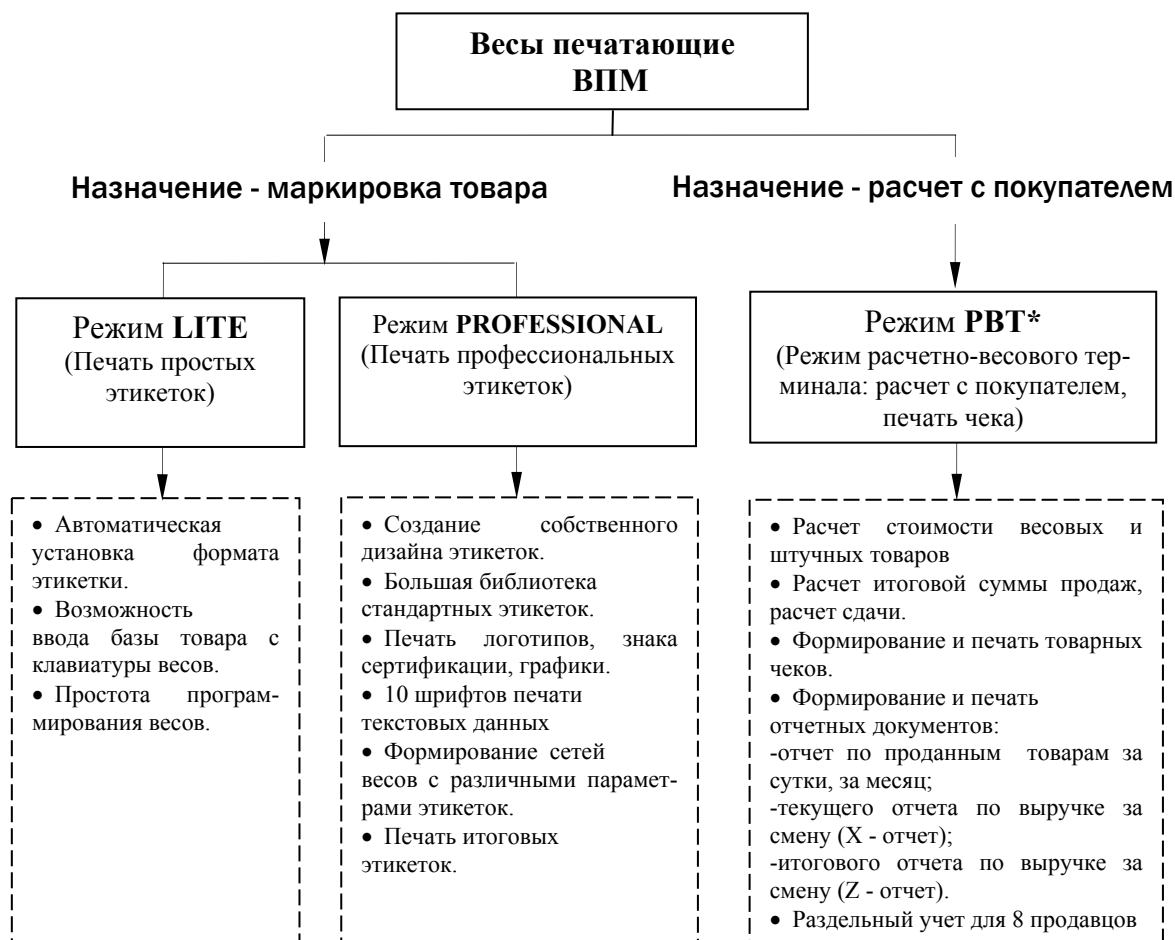 Весы печатающие
ВПМ
Назначение - маркировка товара
Назначение - расчет с покупателем
Режим LITE
(Печать простых
этикеток)
Режим PROFESSIONAL
(Печать профессиональных
этикеток)
Режим РВТ*
(Режим расчетно-весового тер-
минала: расчет с покупателем,
печать чека)
• Автоматическая
установка формата
этикетки.
• Возможность
ввода базы товара с
клавиатуры весов.
• Простота програм-
мирования весов.
• Создание собственного
дизайна этикеток.
• Большая библиотека
стандартных этикеток.
• Печать логотипов, знака
сертификации, графики.
• 10 шрифтов печати
текстовых данных
• Формирование сетей
весов с различными парамет-
рами этикеток.
• Печать итоговых
этикеток.
• Расчет стоимости весовых и
штучных товаров
• Расчет итоговой суммы продаж,
расчет сдачи.
• Формирование и печать товарных
чеков.
• Формирование и печать
отчетных документов:
-отчет по проданным товарам за
сутки, за месяц;
-текущего отчета по выручке за
смену (X - отчет);
-итогового отчета по выручке за
смену (Z - отчет).
• Раздельный учет для 8 продавцов